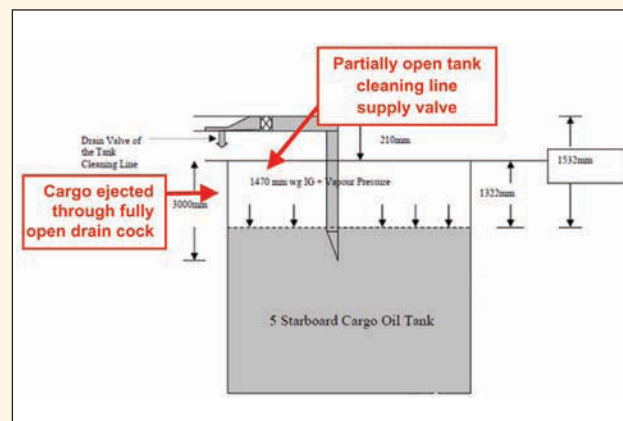 Partially open tank
cleaning line
supply valve
Drain Valve of
the Tank
Cleaning Line
210mm
1532mm
Cargo ejected
through fully
open drain cock
3000mm
1470 mm wg IG + Vapour Pressure
1322mm
5 Starboard Cargo Oil Tank